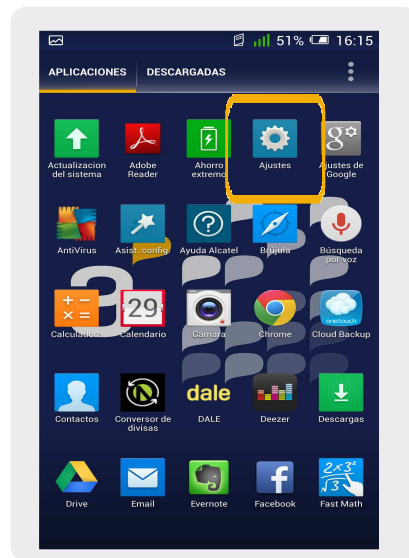 51% 16:15
APLICACIONES DESCARGADAS
Actualizacion del sistema
Adobe Reader
Ahorro extremo
Ajustes
Ajustes de Google
AntiVirus
Asist. config.
Ayuda Alcatel
Brújula
Búsqueda por voz
29
onetouch
Calculadora
Calendario
Cámara
Chrome
Cloud Backup
dale
Contactos
Conversor de divisas
DALE
Deezer
Descargas
Drive
Email
Evernote
Facebook
Fast Math